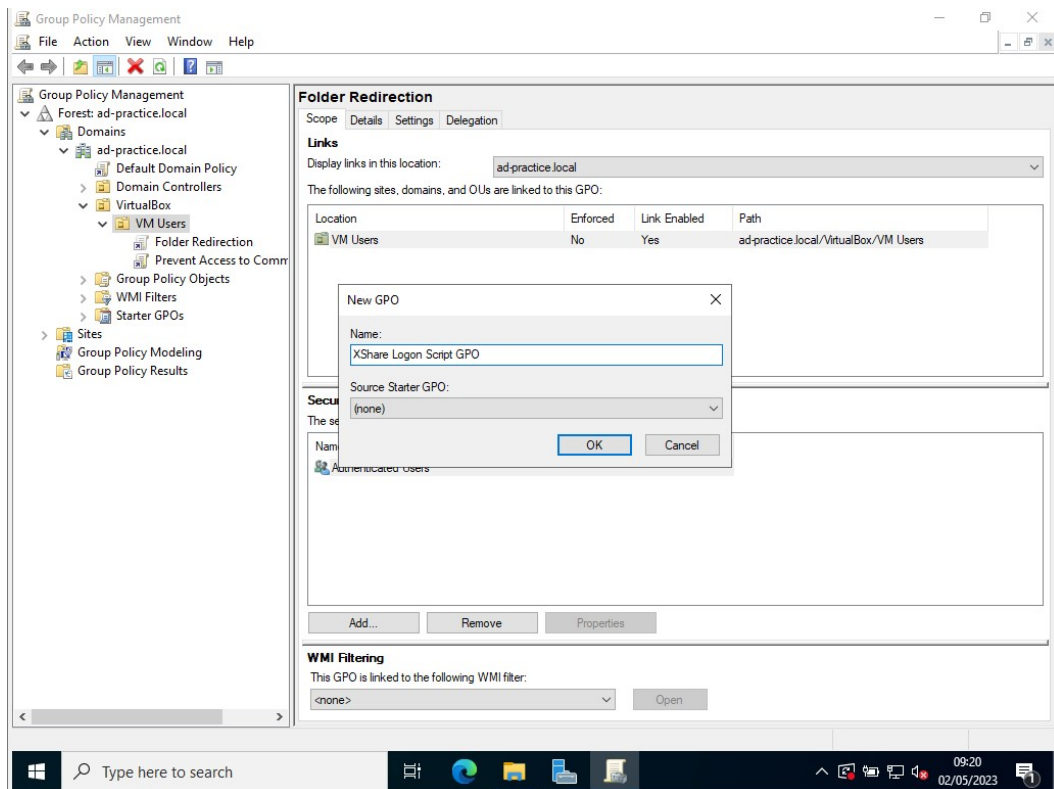 Group Policy Management
File Action View Window Help
Group Policy Management
Forest: ad-practice.local
Domains
ad-practice.local
Default Domain Policy
Domain Controllers
VirtualBox
VM Users
Folder Redirection
Prevent Access to Comm
Group Policy Objects
WMI Filters
Starter GPOs
Sites
Group Policy Modeling
Group Policy Results
Folder Redirection
Scope Details Settings Delegation
Links
Display links in this location: ad-practice.local
The following sites, domains, and OUs are linked to this GPO:
Location Enforced Link Enabled Path
VM Users No Yes ad-practice.local/VirtualBox/VM Users
New GPO
Name:
XShare Logon Script GPO
Source Starter GPO:
(none)
OK Cancel
Secu
The se
Nam
Authenticated Users
Add... Remove Properties
WMI Filtering
This GPO is linked to the following WMI filter:
<none> Open
Type here to search
09:20
02/05/2023
1